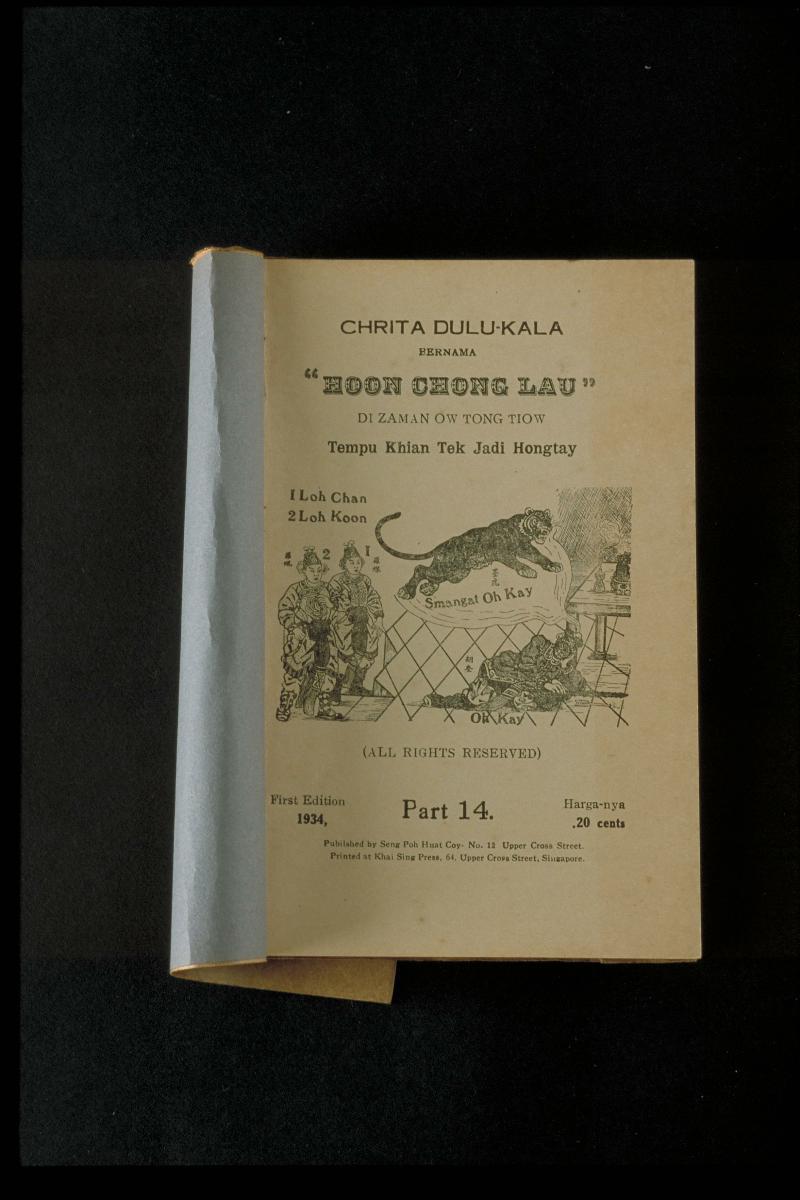 CHRITA DULU-KALA
BERNAMA
"HOON CHONG LAU"
DI ZAMAN OW TONG TIOW
Tempu Khian Tek Jadi Hongtay
1 Loh Chan
2 Loh Koon
2
1
Smangat Oh Kay
Oh Kay
(ALL RIGHTS RESERVED)
First Edition
1934,
Part 14.
Harga-nya
.20 cents
Published by Seng Poh Huat Coy- No. 12 Upper Cross Street.
Printed at Khai Sing Press, 64, Upper Cross Street, Singapore.